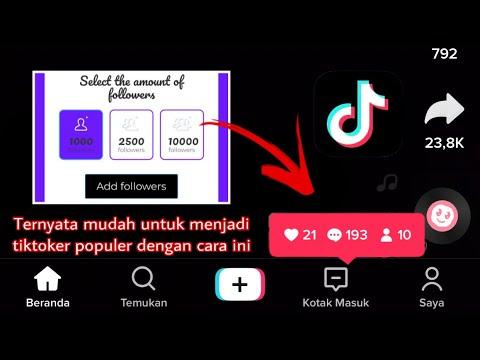 792
Select the amount of
followers
1000
followers
2500
followers
10000
followers
Add followers
23,8K
Ternyata mudah untuk menjadi
tiktoker populer dengan cara ini
21 193 10
Beranda
Temukan
Kotak Masuk
Saya